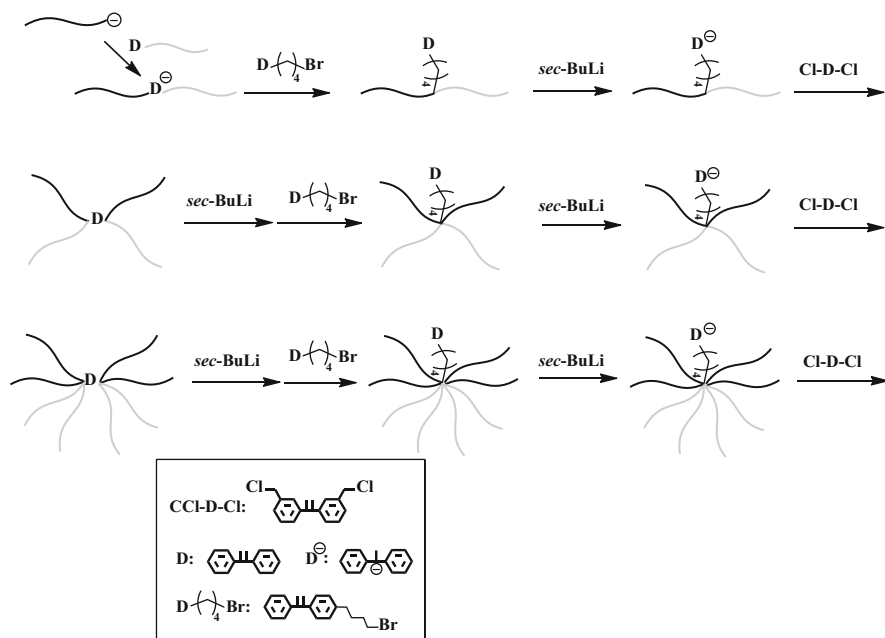 ⊖
D
D⊖
D ( )4 Br
D ( )4
sec-BuLi
D⊖ ( )4
Cl-D-Cl
D
sec-BuLi
D ( )4 Br
D ( )4
sec-BuLi
D⊖ ( )4
Cl-D-Cl
D
sec-BuLi
D ( )4 Br
D ( )4
sec-BuLi
D⊖ ( )4
Cl-D-Cl
CCl-D-Cl: Cl Cl
D: D⊖: ⊖
D ( )4 Br: Br